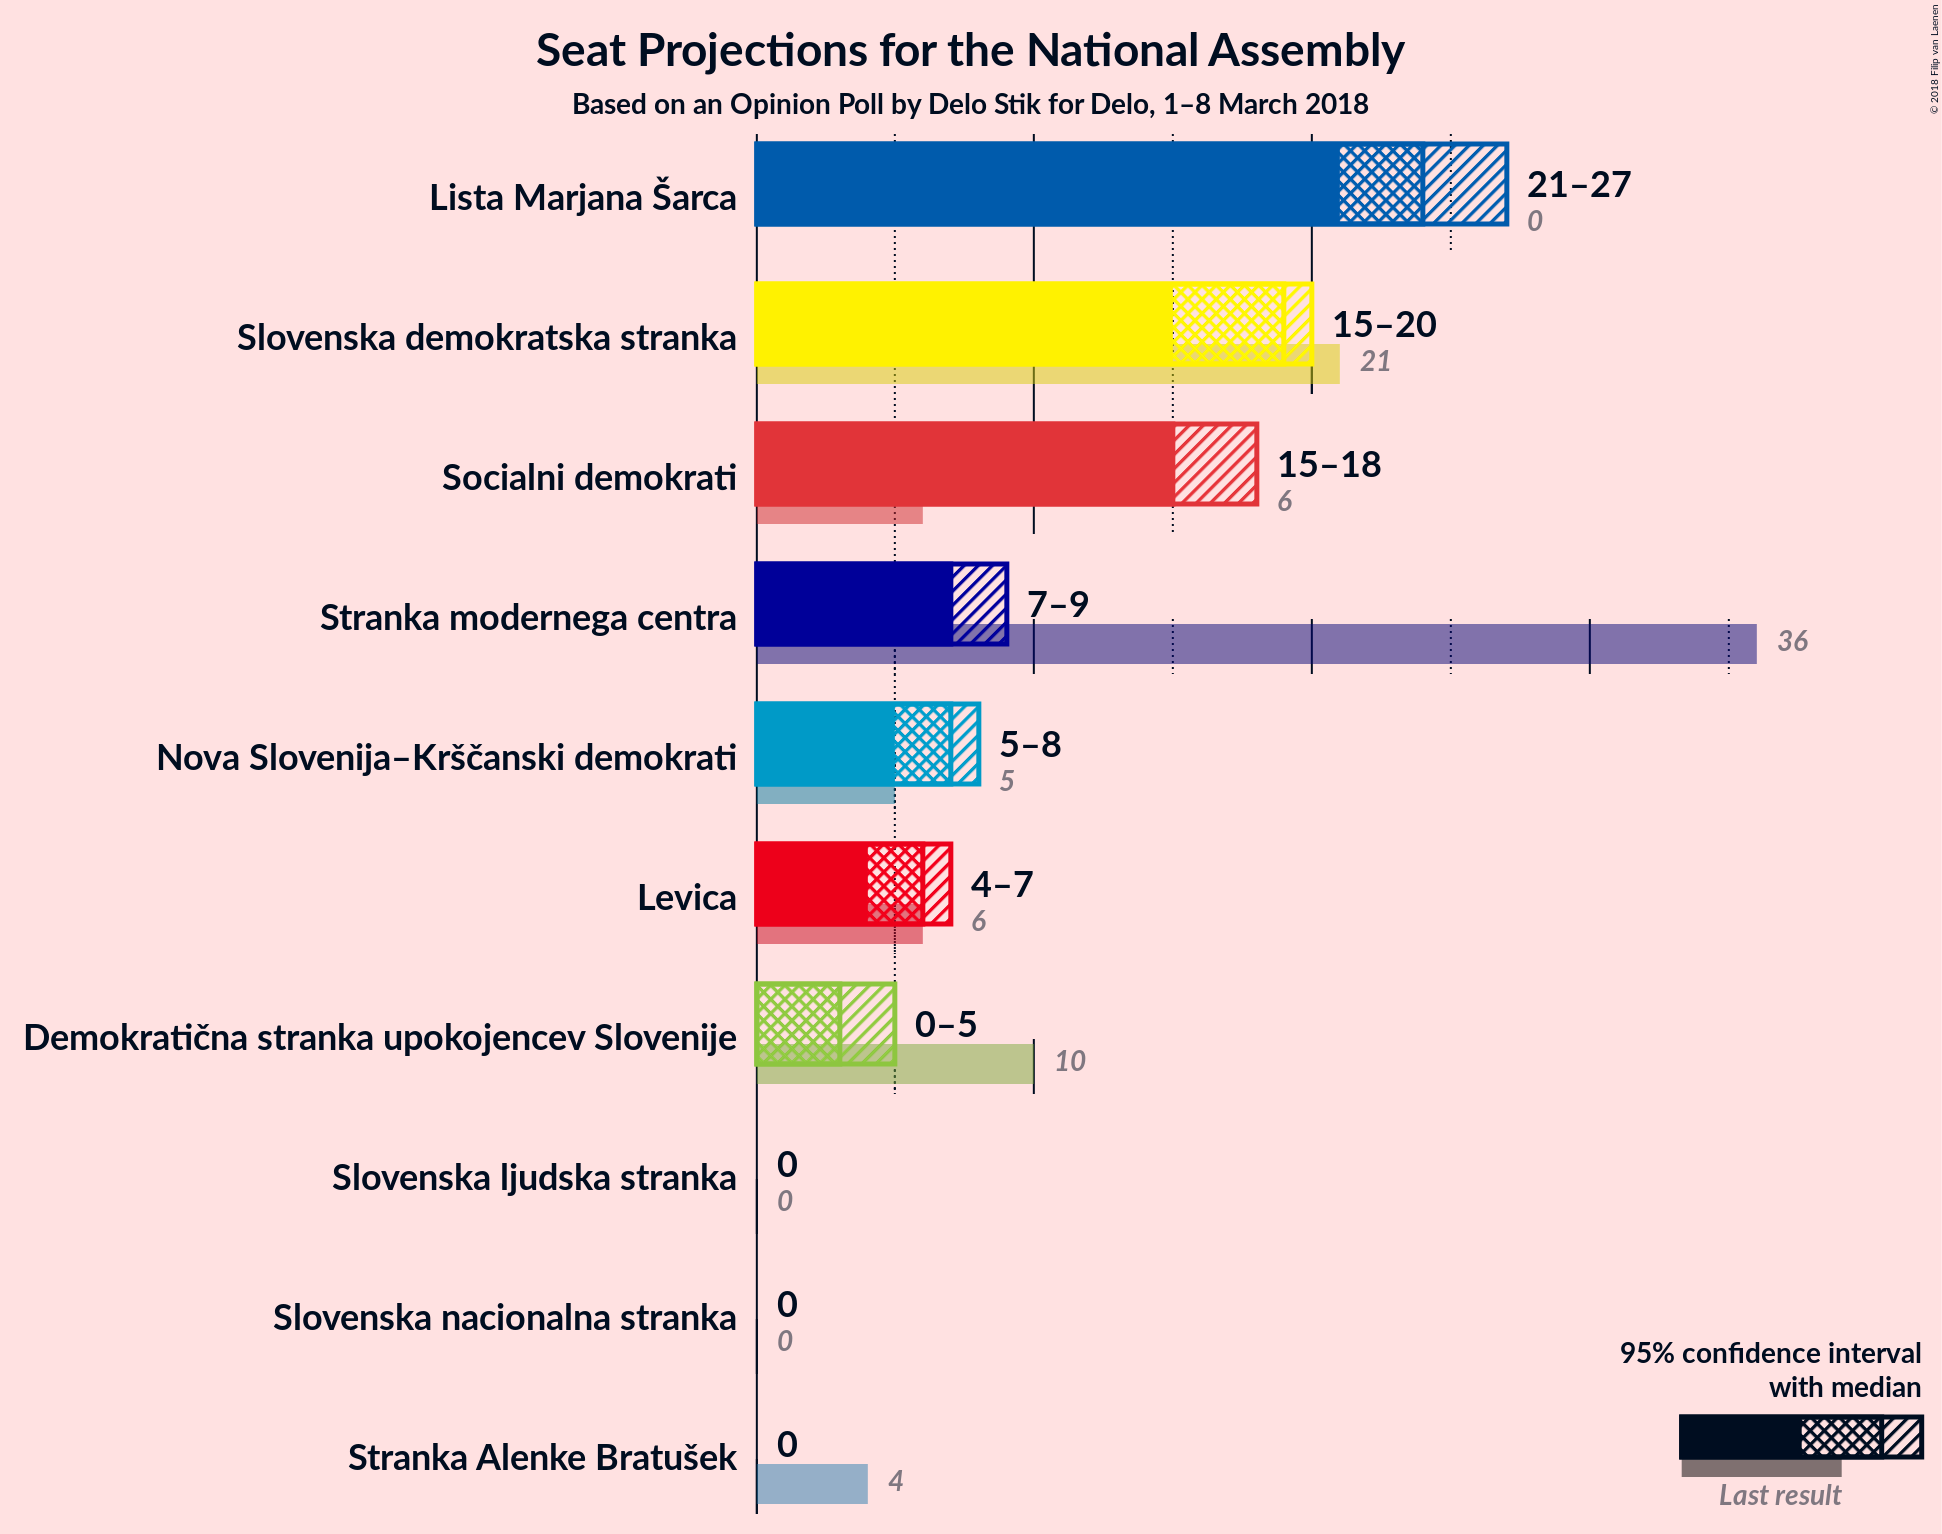 Seat Projections for the National Assembly
Based on an Opinion Poll by Delo Stik for Delo, 1–8 March 2018
© 2018 Filip van Laenen
Lista Marjana Šarca
21–27
0
Slovenska demokratska stranka
15–20
21
Socialni demokrati
15–18
6
Stranka modernega centra
7–9
36
Nova Slovenija–Krščanski demokrati
5–8
5
Levica
4–7
6
Demokratična stranka upokojencev Slovenije
0–5
10
Slovenska ljudska stranka
0
0
Slovenska nacionalna stranka
0
0
Stranka Alenke Bratušek
0
4
95% confidence interval
with median
Last result